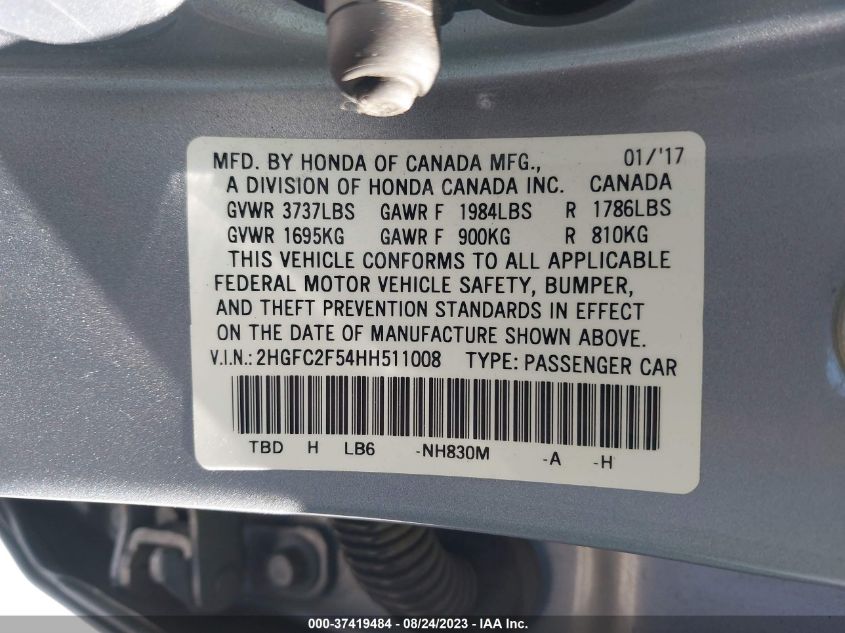 MFD. BY HONDA OF CANADA MFG., 01/'17
A DIVISION OF HONDA CANADA INC. CANADA
GVWR 3737LBS GAWR F 1984LBS R 1786LBS
GVWR 1695KG GAWR F 900KG R 810KG
THIS VEHICLE CONFORMS TO ALL APPLICABLE
FEDERAL MOTOR VEHICLE SAFETY, BUMPER,
AND THEFT PREVENTION STANDARDS IN EFFECT
ON THE DATE OF MANUFACTURE SHOWN ABOVE.
V.I.N.: 2HGFC2F54HH511008 TYPE: PASSENGER CAR
TBD H LB6 -NH830M -A -H
000-37419484 - 08/24/2023 - IAA Inc.